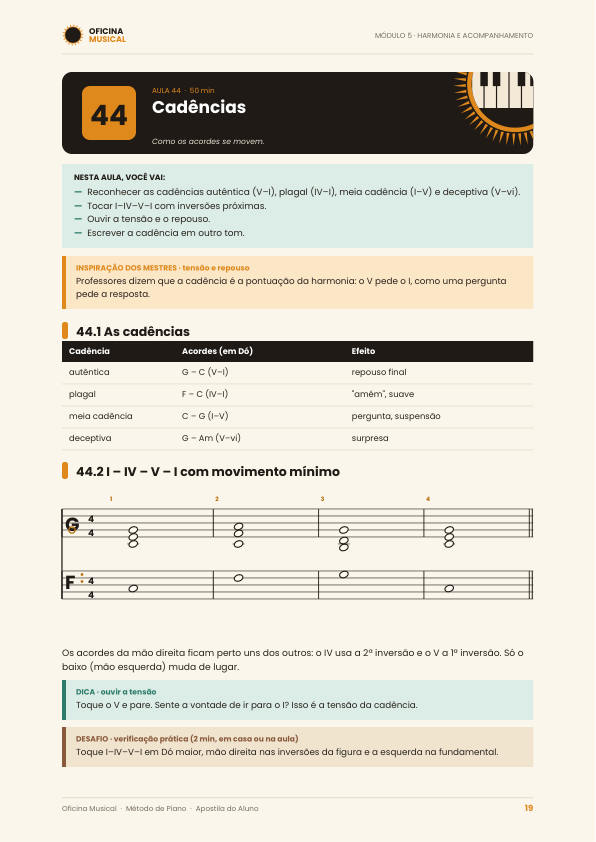 OFICINA
MUSICAL
MÓDULO 5 · HARMONIA E ACOMPANHAMENTO
44
AULA 44 · 50 min
Cadências
Como os acordes se movem.
NESTA AULA, VOCÊ VAI:
— Reconhecer as cadências autêntica (V–I), plagal (IV–I), meia cadência (I–V) e deceptiva (V–vi).
— Tocar I–IV–V–I com inversões próximas.
— Ouvir a tensão e o repouso.
— Escrever a cadência em outro tom.
INSPIRAÇÃO DOS MESTRES · tensão e repouso
Professores dizem que a cadência é a pontuação da harmonia: o V pede o I, como uma pergunta
pede a resposta.
44.1 As cadências
Cadência Acordes (em Dó) Efeito
autêntica G – C (V–I) repouso final
plagal F – C (IV–I) "amém", suave
meia cadência C – G (I–V) pergunta, suspensão
deceptiva G – Am (V–vi) surpresa
44.2 I – IV – V – I com movimento mínimo
1 2 3 4
G 4
4
F 4
4
Os acordes da mão direita ficam perto uns dos outros: o IV usa a 2ª inversão e o V a 1ª inversão. Só o
baixo (mão esquerda) muda de lugar.
DICA · ouvir a tensão
Toque o V e pare. Sente a vontade de ir para o I? Isso é a tensão da cadência.
DESAFIO · verificação prática (2 min, em casa ou na aula)
Toque I–IV–V–I em Dó maior, mão direita nas inversões da figura e a esquerda na fundamental.
Oficina Musical · Método de Piano · Apostila do Aluno
19